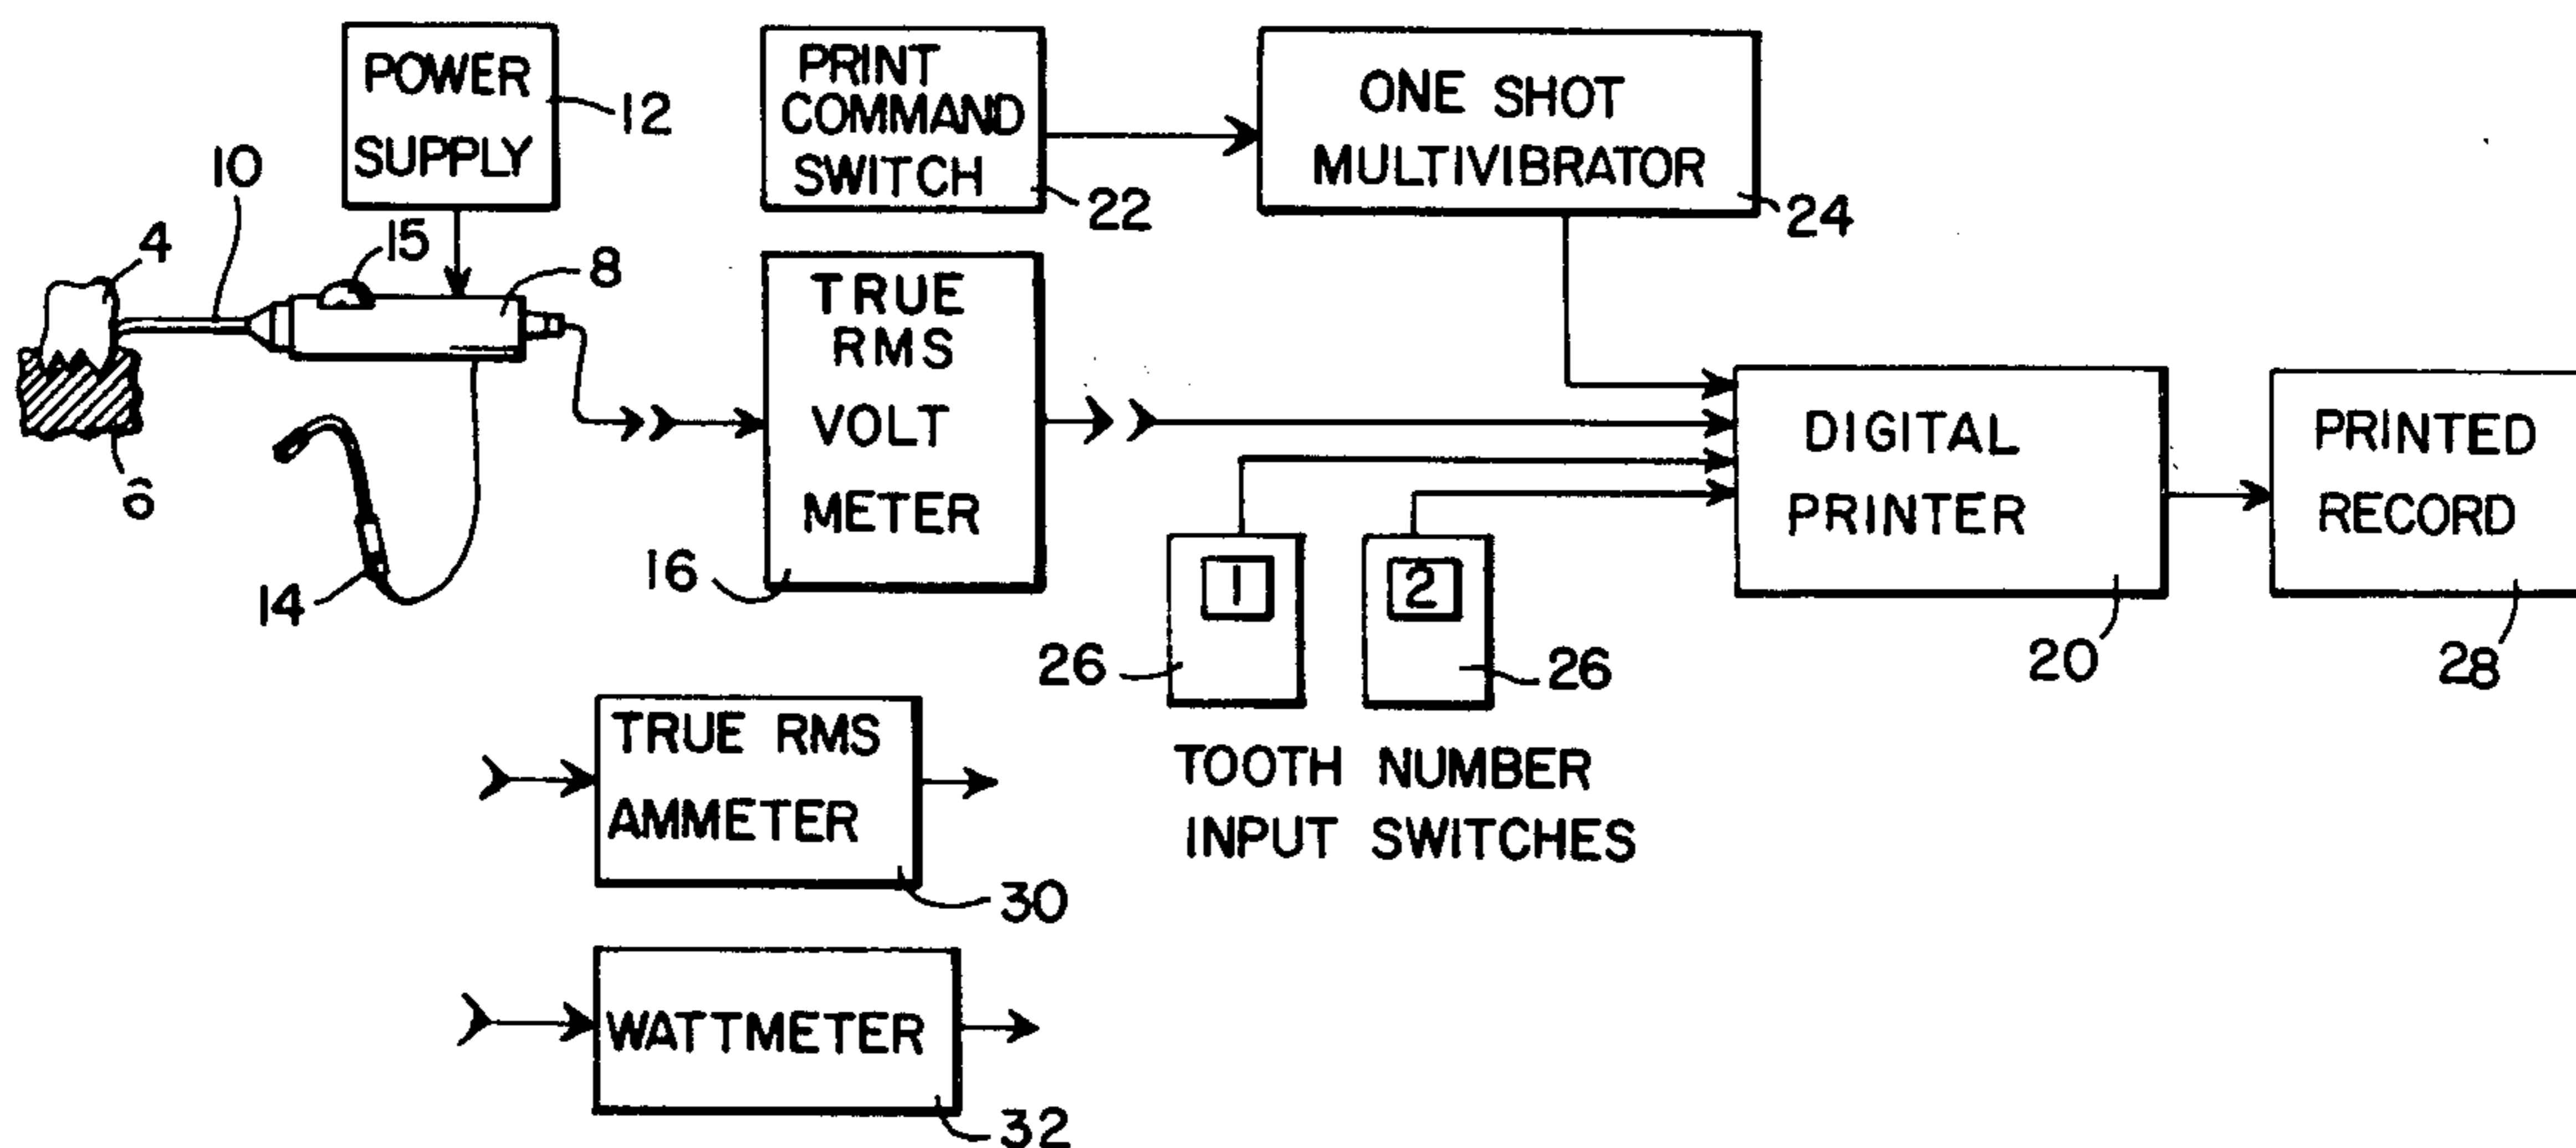 POWER
SUPPLY
12
PRINT
COMMAND
SWITCH
22
ONE SHOT
MULTIVIBRATOR
24
10
4
15
8
6
14
TRUE
RMS
VOLT
METER
16
DIGITAL
PRINTER
20
PRINTED
RECORD
28
1
2
26
26
TOOTH NUMBER
INPUT SWITCHES
TRUE RMS
AMMETER
30
WATTMETER
32